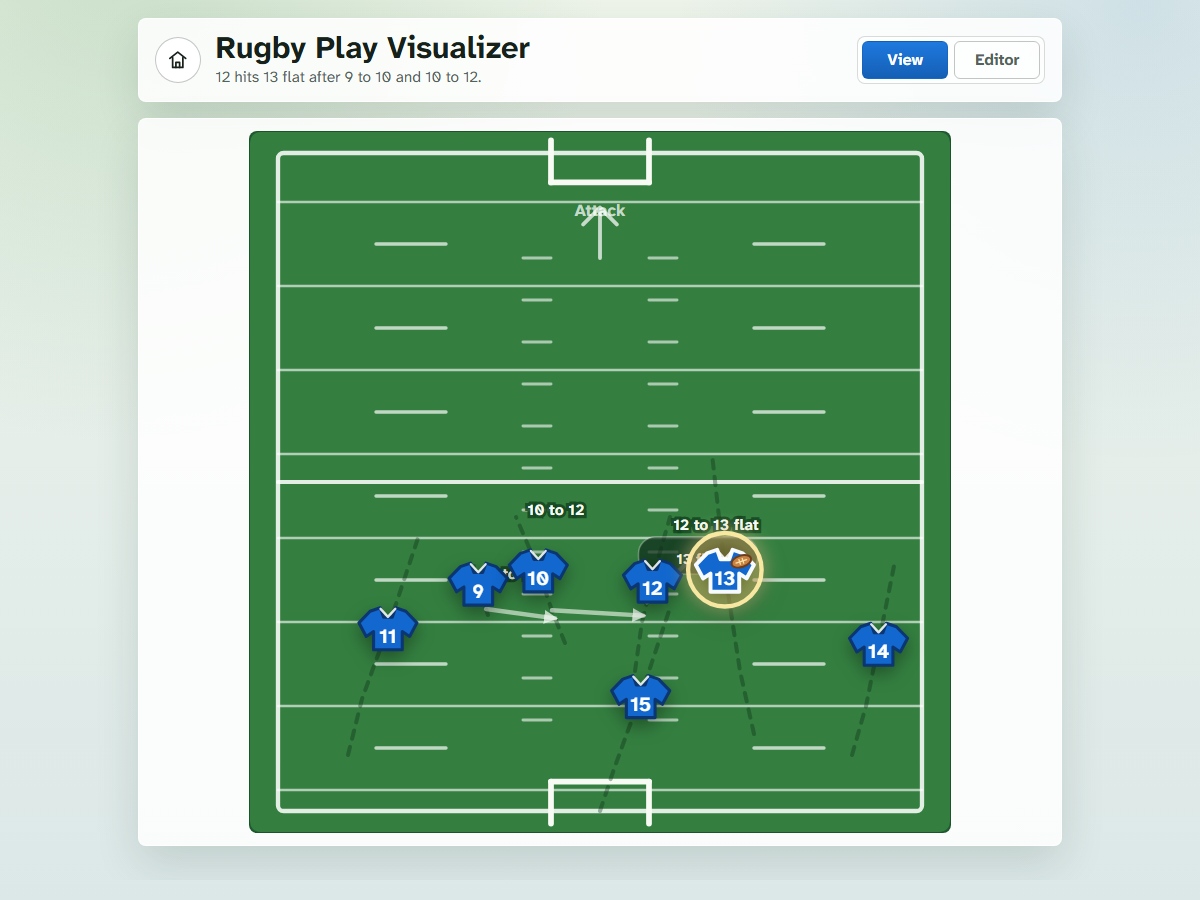 Rugby Play Visualizer
12 hits 13 flat after 9 to 10 and 10 to 12.
View
Editor
Attack
10 to 12
12 to 13 flat
13
9
10
12
13
11
14
15